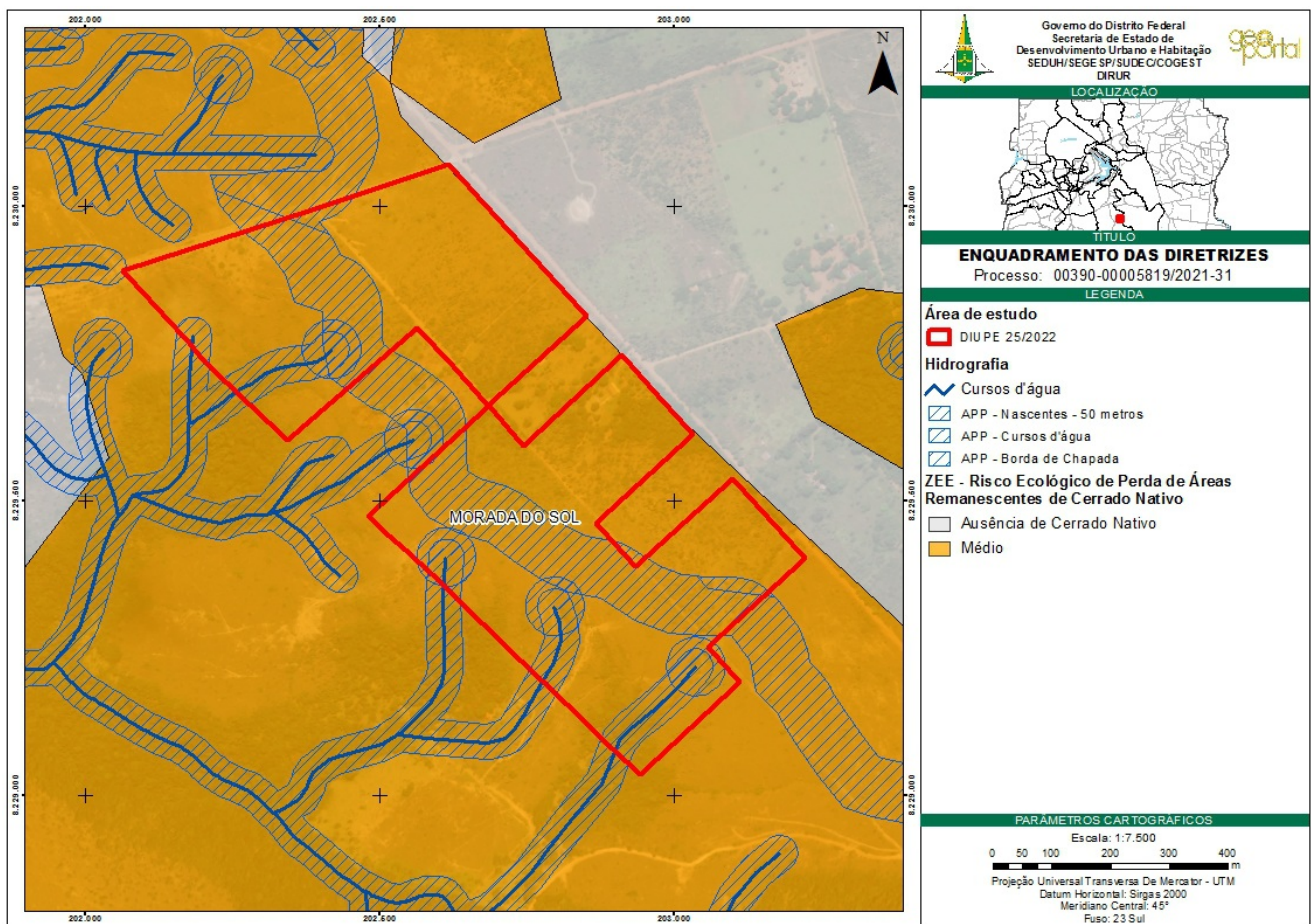 202.000
202.500
203.000
N
8.230.000
8.230.000
8.229.500
8.229.500
MORADA DO SOL
8.229.000
8.229.000
202.000
202.500
203.000
Governo do Distrito Federal
Secretaria de Estado de
Desenvolvimento Urbano e Habitação
SEDUH/SEGESP/SUDEC/COGEST
DIRUR
geo
portal
LOCALIZAÇÃO
TÍTULO
ENQUADRAMENTO DAS DIRETRIZES
Processo: 00390-00005819/2021-31
LEGENDA
Área de estudo
DIUPE 25/2022
Hidrografia
Cursos d'água
APP - Nascentes - 50 metros
APP - Cursos d'água
APP - Borda de Chapada
ZEE - Risco Ecológico de Perda de Áreas
Remanescentes de Cerrado Nativo
Ausência de Cerrado Nativo
Médio
PARÂMETROS CARTOGRÁFICOS
Escala: 1:7.500
0 50 100 200 300 400
m
Projeção Universal Transversa De Mercator - UTM
Datum Horizontal: Sirgas 2000
Meridiano Central: 45°
Fuso: 23 Sul